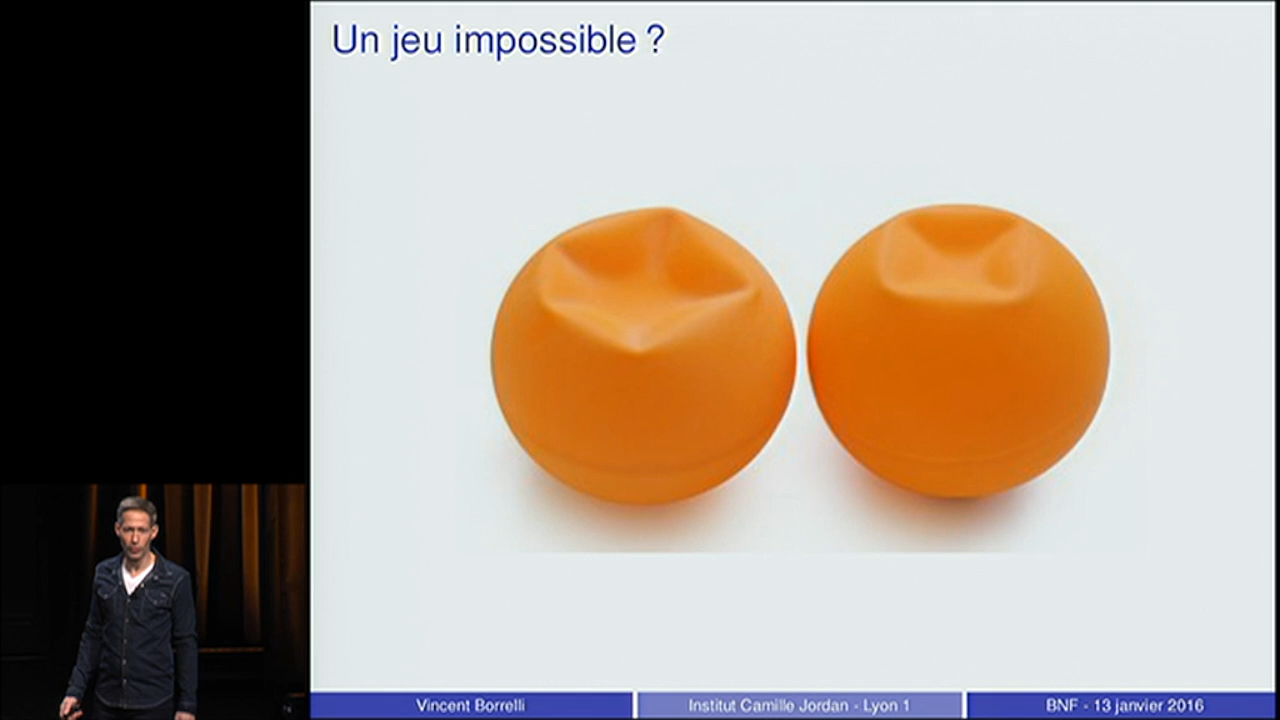 Un jeu impossible ?
Vincent Borrelli
Institut Camille Jordan - Lyon 1
BNF - 13 janvier 2016